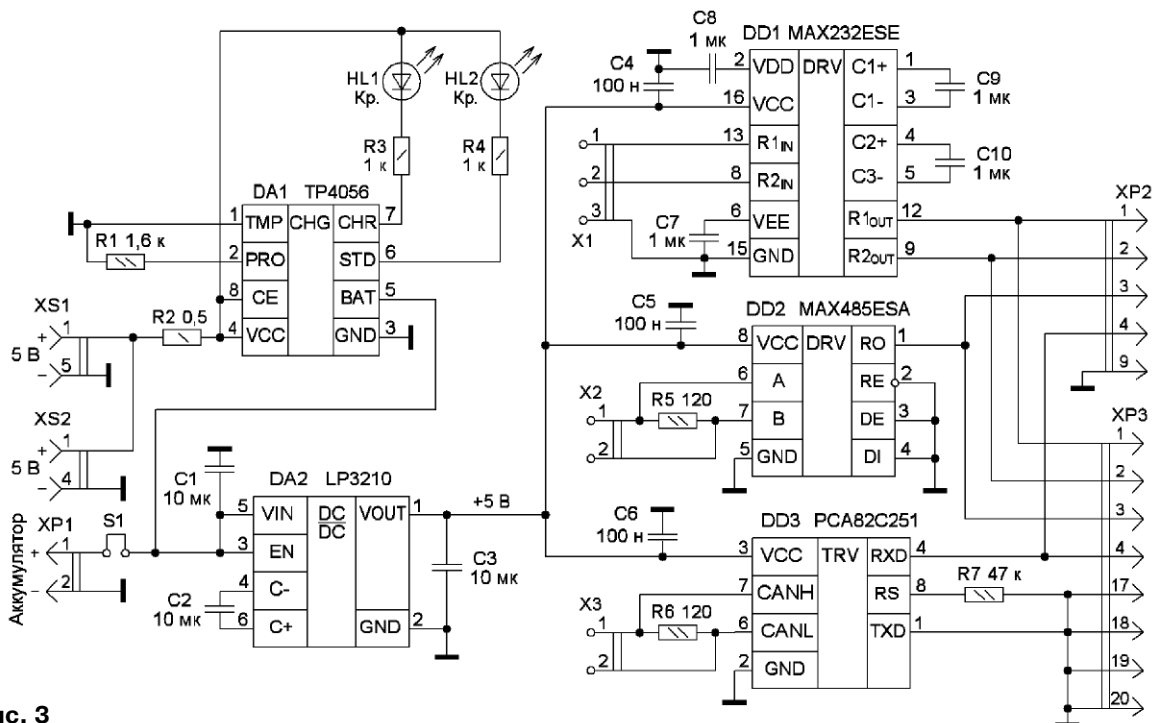 C8
1 мк
DD1 MAX232ESE
C4
100 н
2 VDD DRV C1+ 1
C9
1 мк
16 VCC C1- 3
HL1
Кр.
HL2
Кр.
1
13 R1IN C2+ 4
C10
1 мк
2
8 R2IN C3- 5
R3
1 к
R4
1 к
3
X1
C7
1 мк
6 VEE R1OUT 12
15 GND R2OUT 9
XP2
1
2
3
4
9
DA1 TP4056
1 TMP CHG CHR 7
R1 1,6 к
2 PRO STD 6
8 CE BAT 5
4 VCC GND 3
XS1
+ 1
5 В
- 5
R2 0,5
XS2
+ 1
5 В
- 4
C5
100 н
DD2 MAX485ESA
8 VCC DRV RO 1
6 A RE 2
7 B DE 3
5 GND DI 4
X2
1
2
R5 120
XP3
1
2
3
4
17
18
19
20
C1
10 мк
DA2 LP3210
5 VIN DC DC VOUT 1
+5 В
3 EN
4 C-
6 C+ GND 2
C2
10 мк
C3
10 мк
Аккумулятор
XP1
+ 1
- 2
S1
C6
100 н
DD3 PCA82C251
3 VCC TRV RXD 4
7 CANH RS 8
R7 47 к
6 CANL TXD 1
2 GND
X3
1
2
R6 120
ис. 3